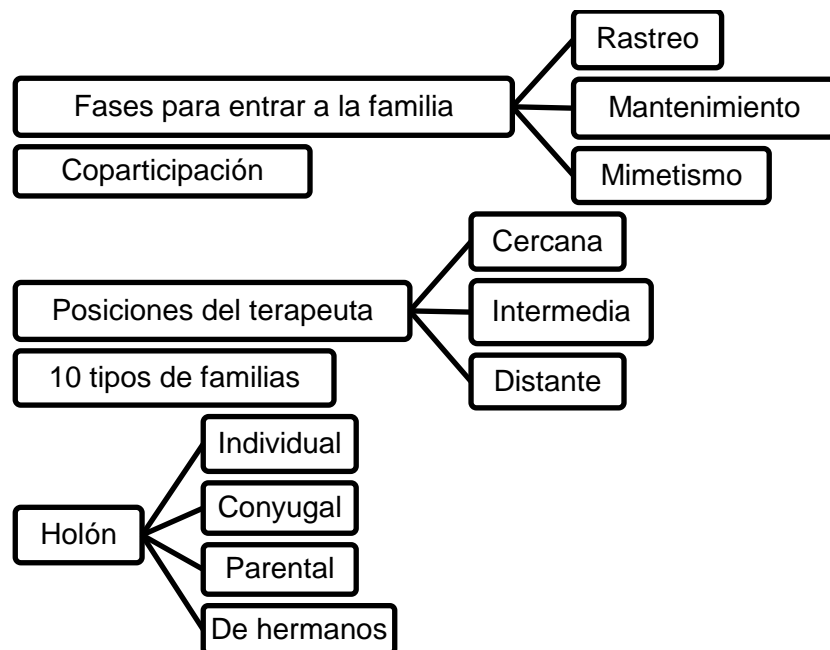 Fases para entrar a la familia
Rastreo
Mantenimiento
Mimetismo
Coparticipación
Posiciones del terapeuta
Cercana
Intermedia
Distante
10 tipos de familias
Holón
Individual
Conyugal
Parental
De hermanos